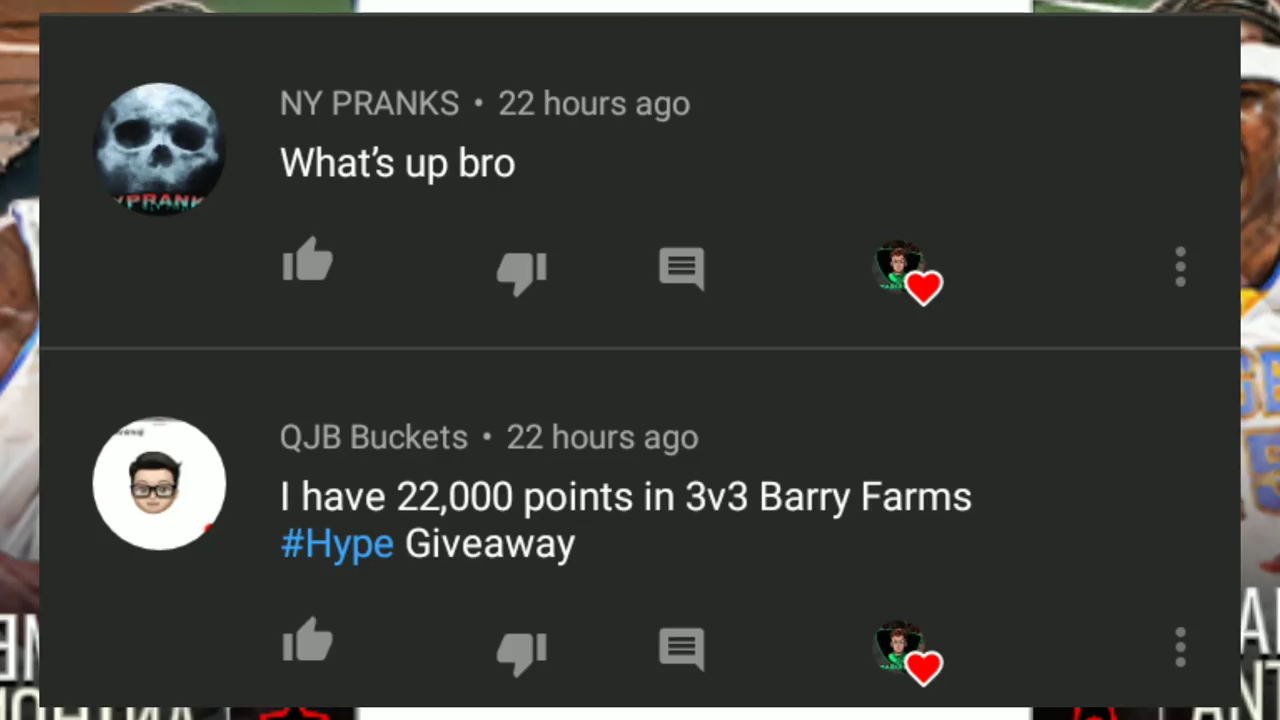 NY PRANKS • 22 hours ago
What's up bro
QJB Buckets • 22 hours ago
I have 22,000 points in 3v3 Barry Farms
#Hype Giveaway